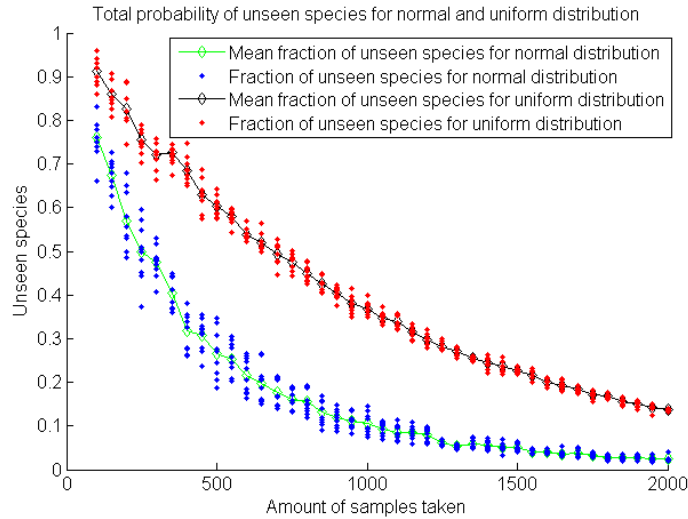 Total probability of unseen species for normal and uniform distribution
Mean fraction of unseen species for normal distribution
Fraction of unseen species for normal distribution
Mean fraction of unseen species for uniform distribution
Fraction of unseen species for uniform distribution
1
0.9
0.8
0.7
0.6
0.5
0.4
0.3
0.2
0.1
0
Unseen species
0 500 1000 1500 2000
Amount of samples taken